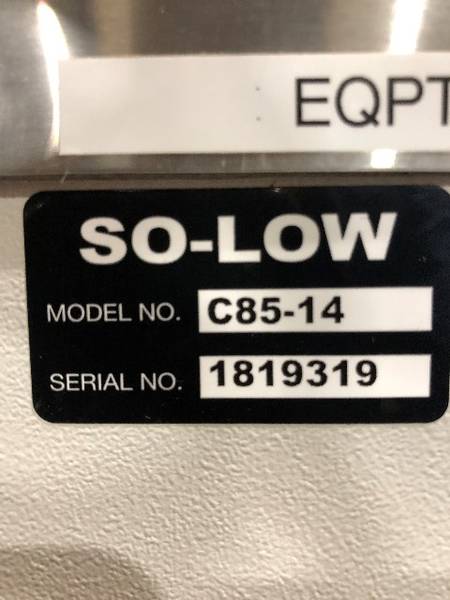 EQPT
SO-LOW
MODEL NO. C85-14
SERIAL NO. 1819319